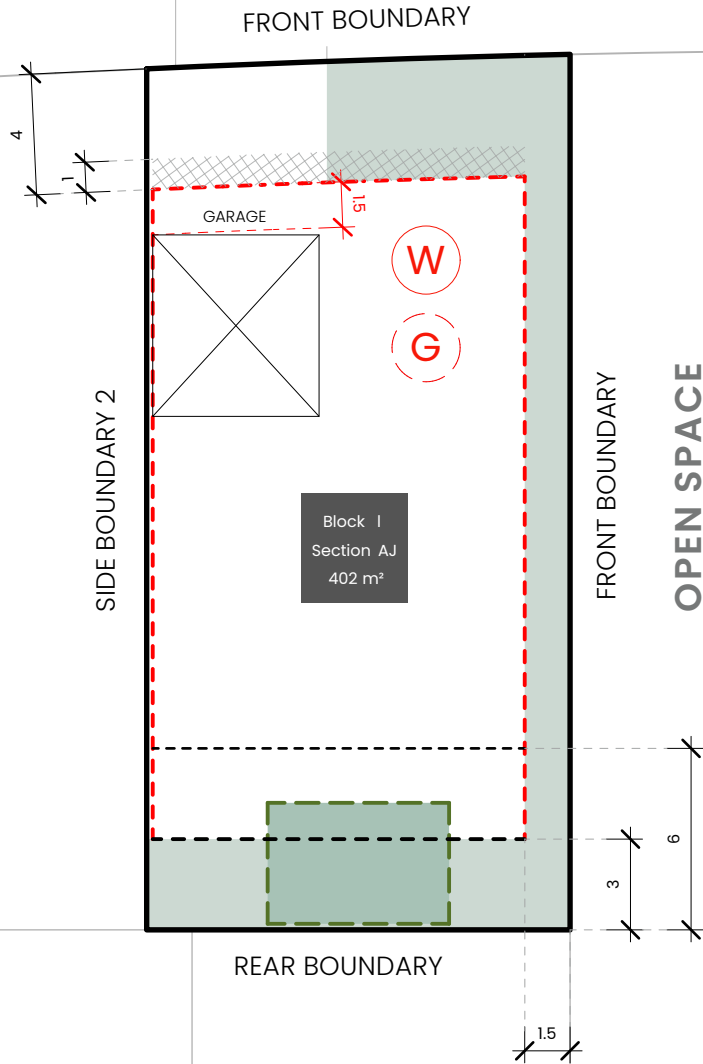 FRONT BOUNDARY
4
1
1.5
GARAGE
W
G
SIDE BOUNDARY 2
FRONT BOUNDARY
OPEN SPACE
Block I
Section AJ
402 m²
6
3
REAR BOUNDARY
1.5